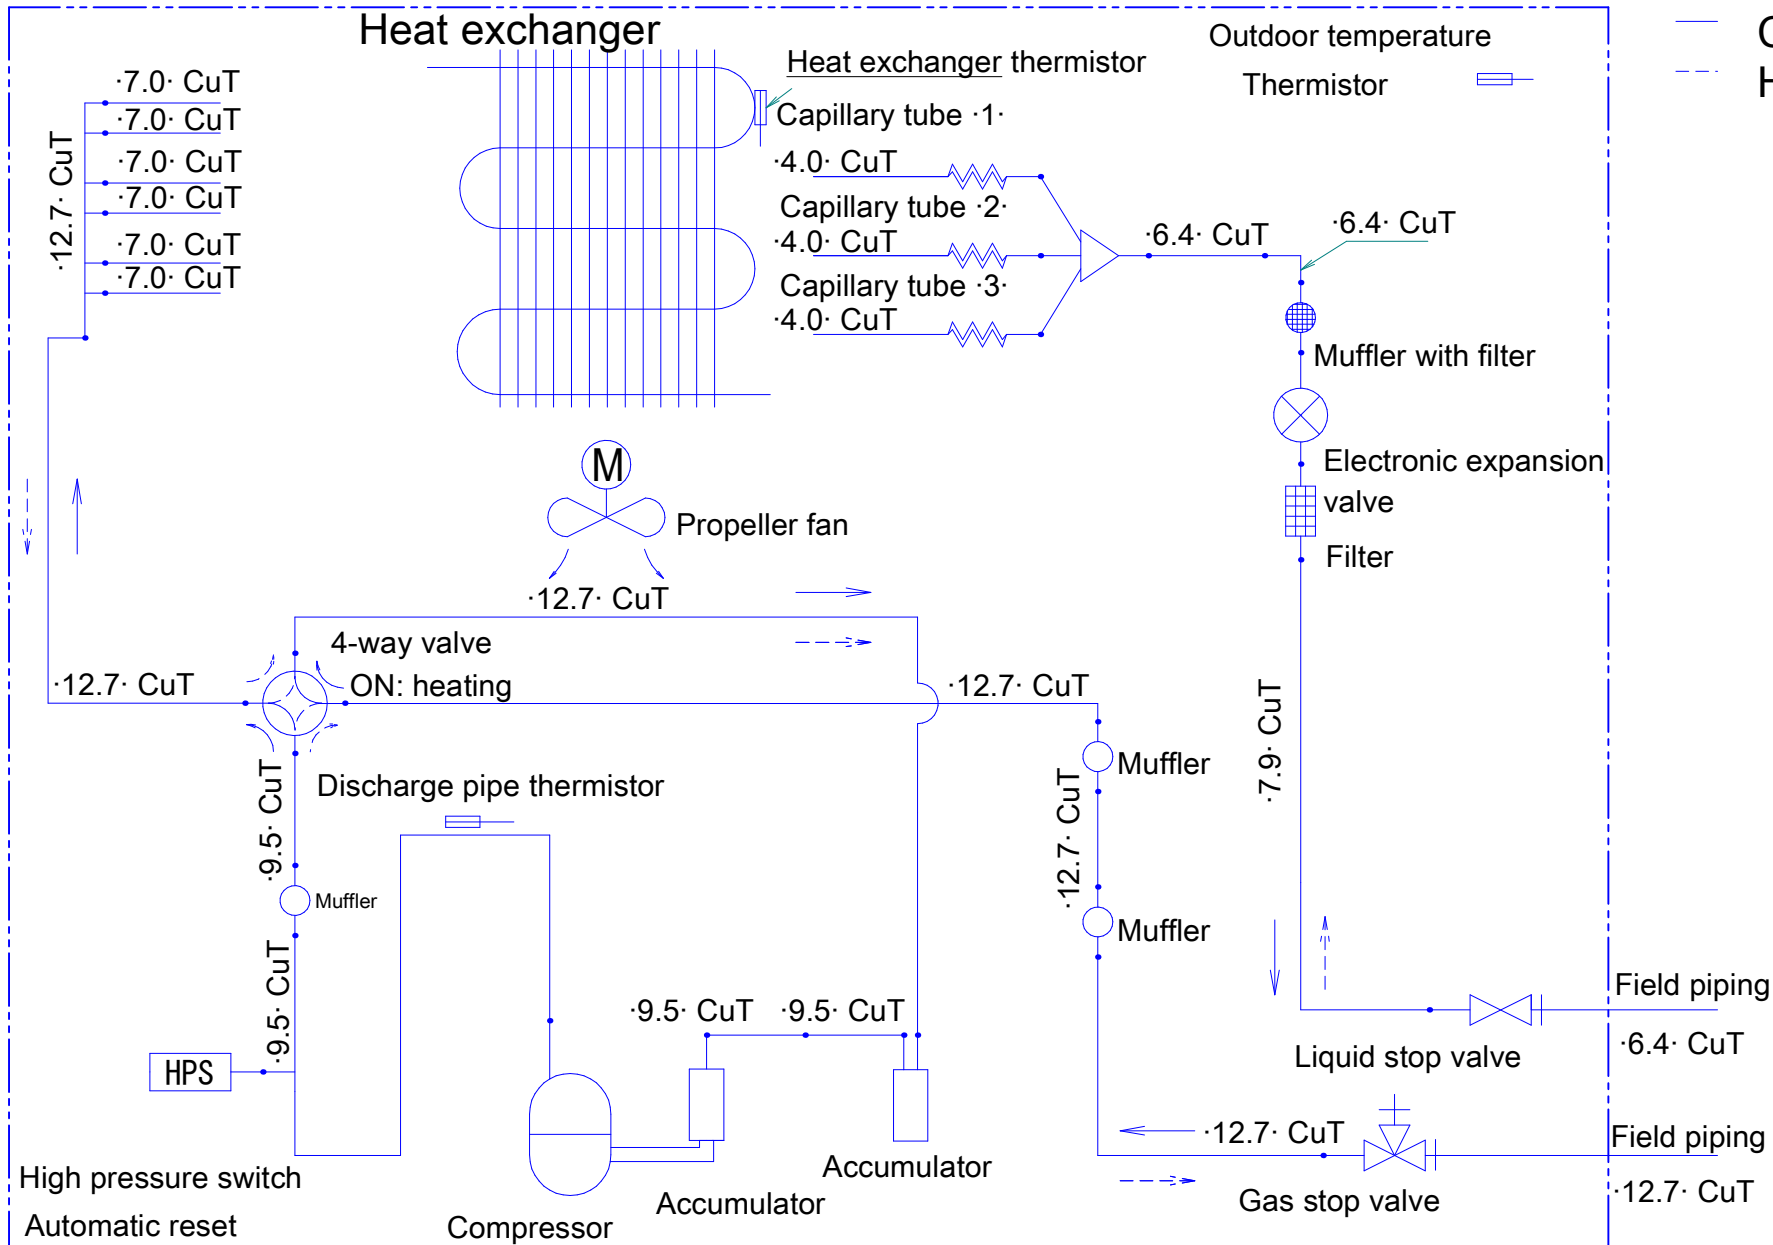 Heat exchanger
Outdoor temperature
Thermistor
Heat exchanger thermistor
·7.0· CuT
·7.0· CuT
·7.0· CuT
·7.0· CuT
·7.0· CuT
·7.0· CuT
·12.7· CuT
Capillary tube ·1·
·4.0· CuT
Capillary tube ·2·
·4.0· CuT
Capillary tube ·3·
·4.0· CuT
·6.4· CuT
·6.4· CuT
Muffler with filter
Electronic expansion
valve
Filter
M
Propeller fan
·12.7· CuT
4-way valve
ON: heating
·12.7· CuT
·12.7· CuT
·7.9· CuT
Muffler
·12.7· CuT
Muffler
Discharge pipe thermistor
·9.5· CuT
Muffler
·9.5· CuT
HPS
·9.5· CuT
·9.5· CuT
Field piping
·6.4· CuT
Liquid stop valve
·12.7· CuT
Field piping
·12.7· CuT
Gas stop valve
High pressure switch
Automatic reset
Compressor
Accumulator
Accumulator